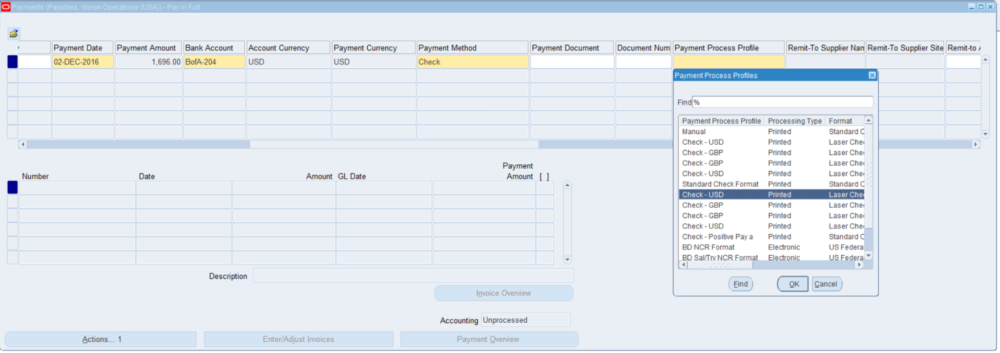 Payments (Payables, Vision Operations (USA)) - Pay in Full
Payment Date Payment Amount Bank Account Account Currency Payment Currency Payment Method Payment Document Document Num Payment Process Profile Remit-To Supplier Nam Remit-To Supplier Site Remit-to A
02-DEC-2016 1,696.00 BofA-204 USD USD Check
Payment Process Profiles
Find %
Payment Process Profile Processing Type Format
Manual Printed Standard C
Check - USD Printed Laser Che
Check - GBP Printed Laser Che
Check - GBP Printed Laser Che
Check - USD Printed Laser Che
Standard Check Format Printed Standard C
Check - USD Printed Laser Che
Check - GBP Printed Laser Che
Check - GBP Printed Laser Che
Check - USD Printed Laser Che
Check - Positive Pay a Printed Standard C
BD NCR Format Electronic US Federa
BD Sal/Trv NCR Format Electronic US Federa
Find OK Cancel
Payment
Number Date Amount GL Date Amount [ ]
Description
Invoice Overview
Accounting Unprocessed
Actions... 1 Enter/Adjust Invoices Payment Overview